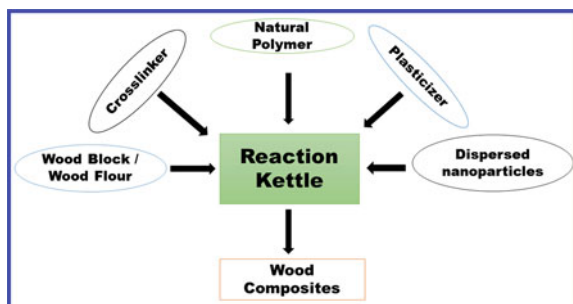 Natural
Polymer
Crosslinker
Plasticizer
Wood Block /
Wood Flour
Reaction
Kettle
Dispersed
nanoparticles
Wood
Composites